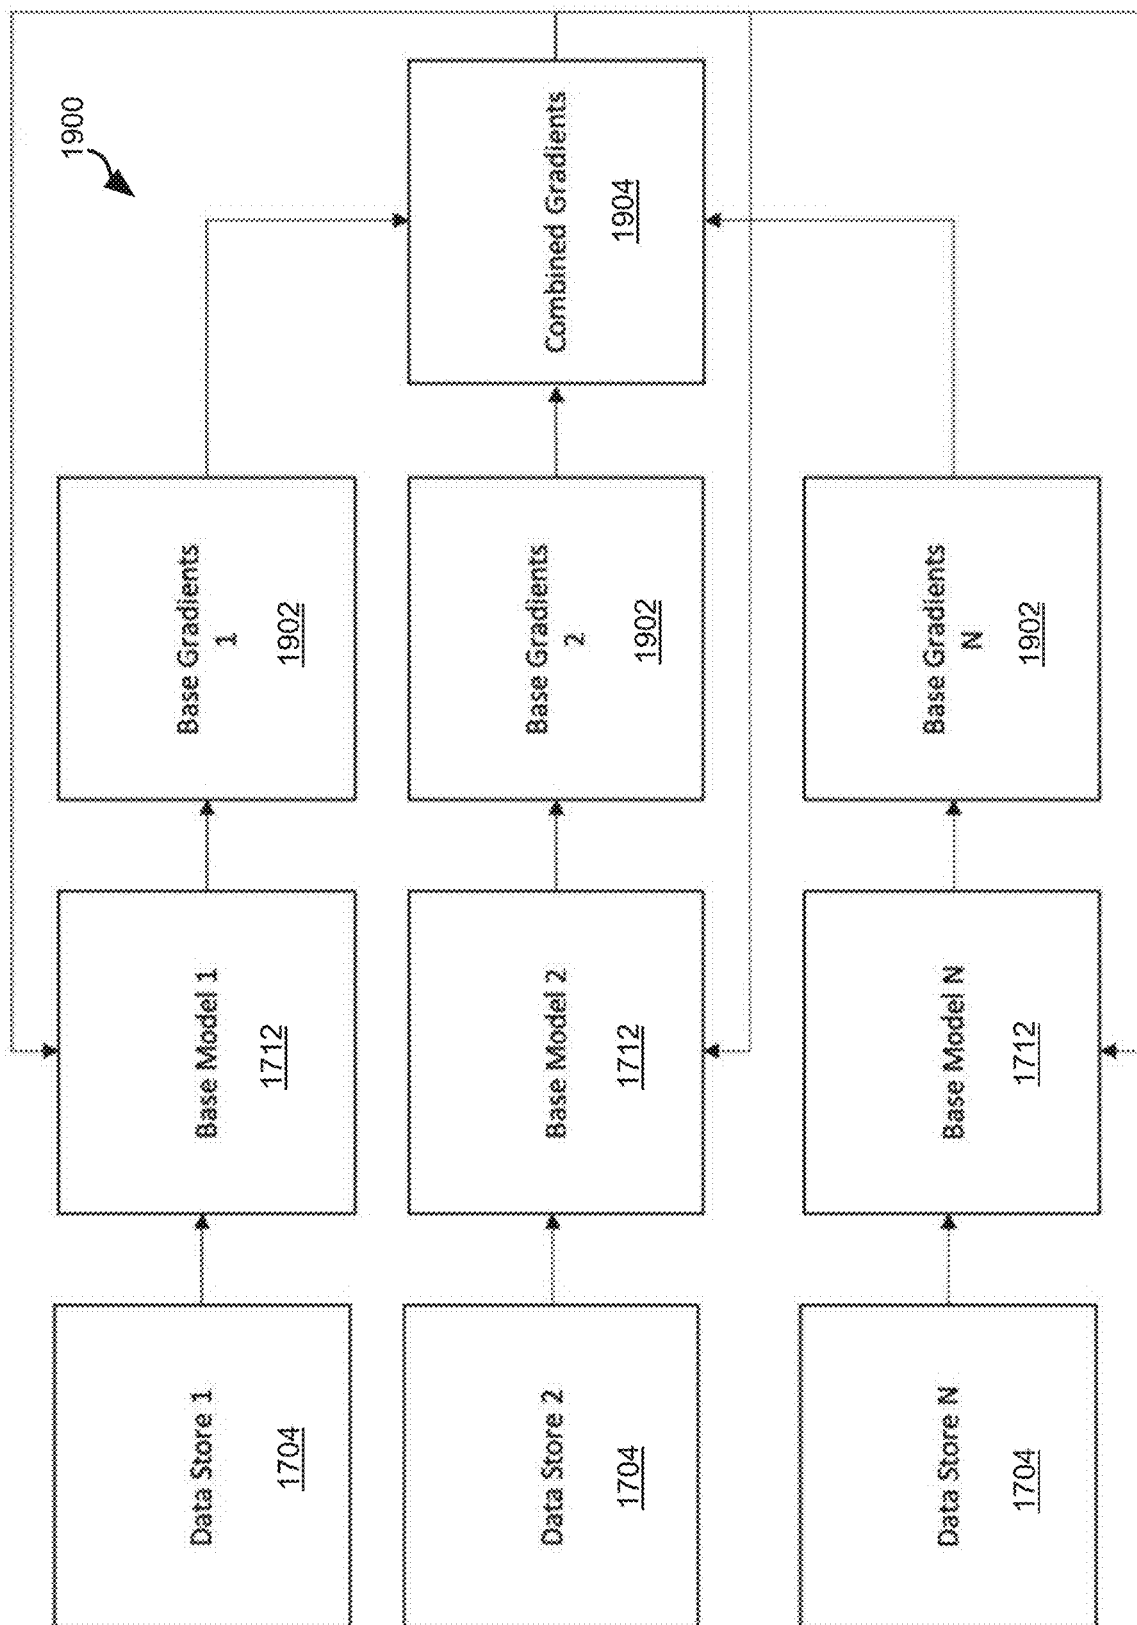 1900
Data Store 1
1704
Base Model 1
1712
Base Gradients
1
1902
Data Store 2
1704
Base Model 2
1712
Base Gradients
2
1902
Combined Gradients
1904
Data Store N
1704
Base Model N
1712
Base Gradients
N
1902